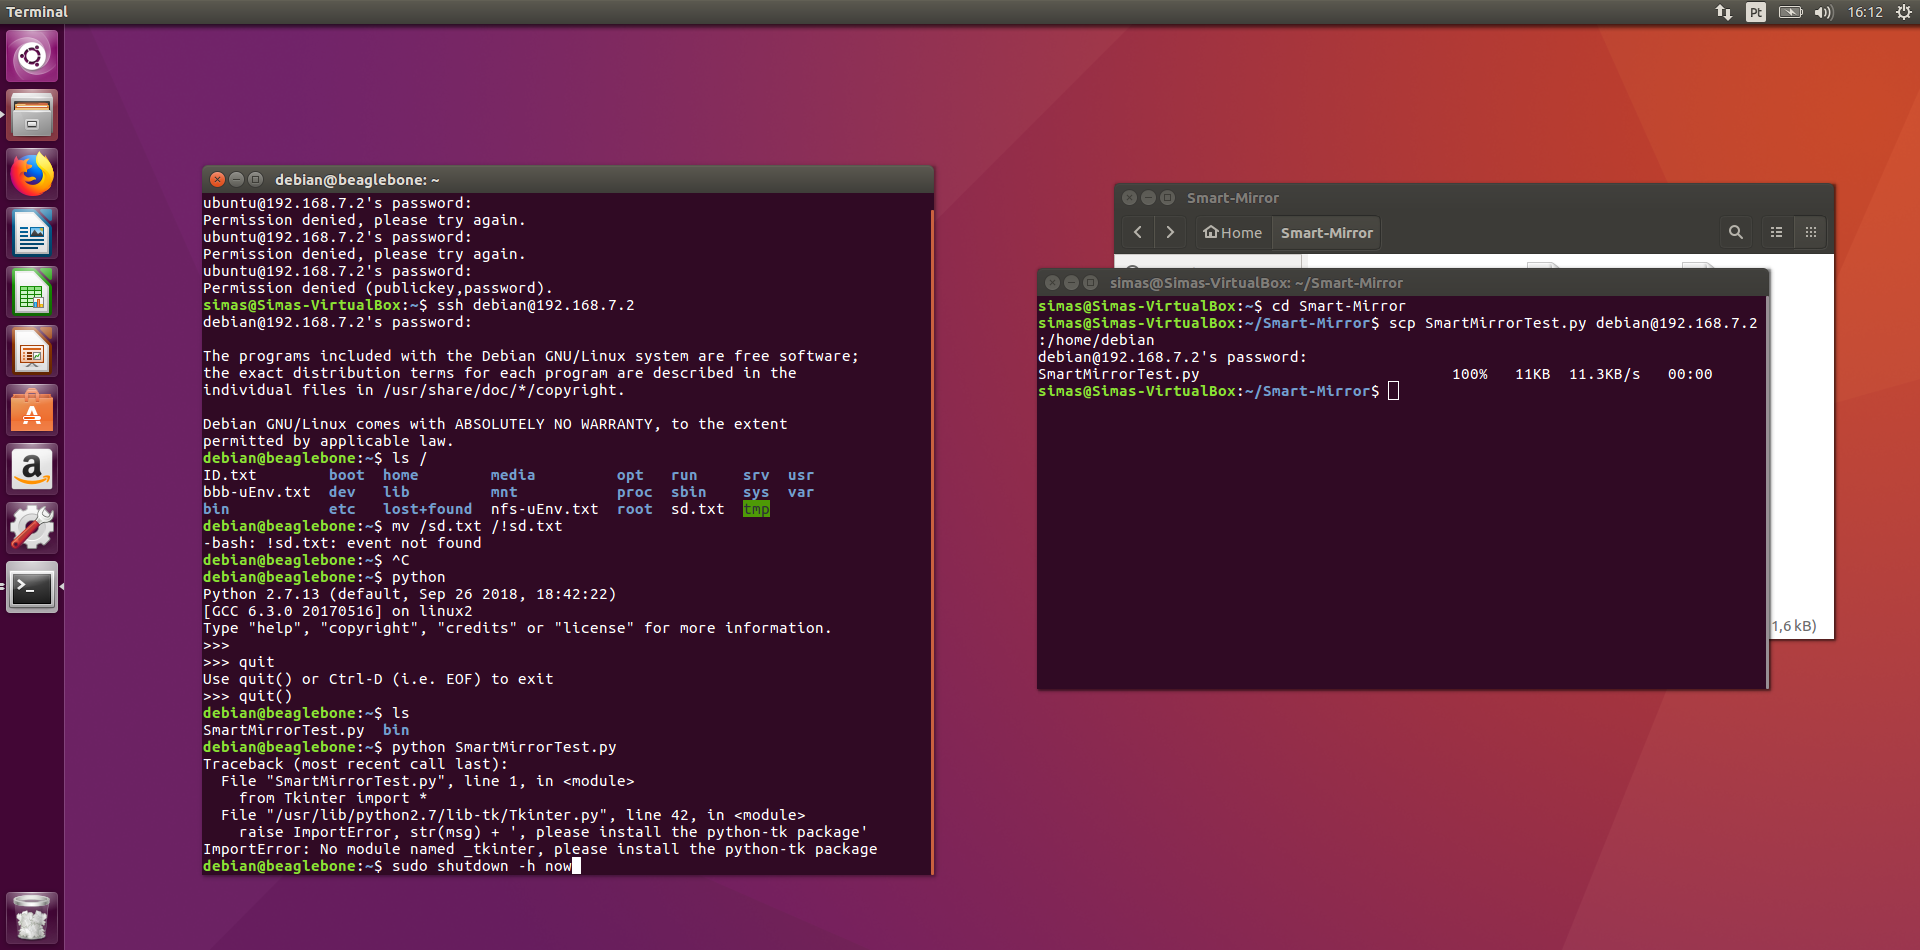 Terminal
Pt
16:12
debian@beaglebone: ~
ubuntu@192.168.7.2's password:
Permission denied, please try again.
ubuntu@192.168.7.2's password:
Permission denied, please try again.
ubuntu@192.168.7.2's password:
Permission denied (publickey,password).
simas@Simas-VirtualBox:~$ ssh debian@192.168.7.2
debian@192.168.7.2's password:
The programs included with the Debian GNU/Linux system are free software;
the exact distribution terms for each program are described in the
individual files in /usr/share/doc/*/copyright.
Debian GNU/Linux comes with ABSOLUTELY NO WARRANTY, to the extent
permitted by applicable law.
debian@beaglebone:~$ ls /
ID.txt boot home media opt run srv usr
bbb-uEnv.txt dev lib mnt proc sbin sys var
bin etc lost+found nfs-uEnv.txt root sd.txt tmp
debian@beaglebone:~$ mv /sd.txt /!sd.txt
-bash: !sd.txt: event not found
debian@beaglebone:~$ ^C
debian@beaglebone:~$ python
Python 2.7.13 (default, Sep 26 2018, 18:42:22)
[GCC 6.3.0 20170516] on linux2
Type "help", "copyright", "credits" or "license" for more information.
>>>
>>> quit
Use quit() or Ctrl-D (i.e. EOF) to exit
>>> quit()
debian@beaglebone:~$ ls
SmartMirrorTest.py bin
debian@beaglebone:~$ python SmartMirrorTest.py
Traceback (most recent call last):
File "SmartMirrorTest.py", line 1, in <module>
from Tkinter import *
File "/usr/lib/python2.7/lib-tk/Tkinter.py", line 42, in <module>
raise ImportError, str(msg) + ', please install the python-tk package'
ImportError: No module named _tkinter, please install the python-tk package
debian@beaglebone:~$ sudo shutdown -h now
Smart-Mirror
Home
Smart-Mirror
simas@Simas-VirtualBox: ~/Smart-Mirror
simas@Simas-VirtualBox:~$ cd Smart-Mirror
simas@Simas-VirtualBox:~/Smart-Mirror$ scp SmartMirrorTest.py debian@192.168.7.2
:/home/debian
debian@192.168.7.2's password:
SmartMirrorTest.py 100% 11KB 11.3KB/s 00:00
simas@Simas-VirtualBox:~/Smart-Mirror$
1,6 kB)